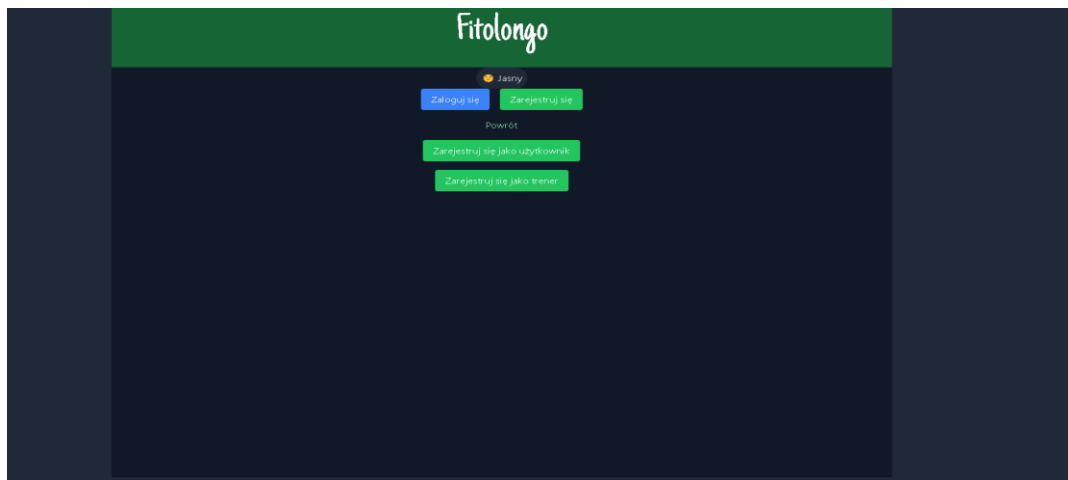 Fitolongo
🌞 Jasny
Zaloguj się Zarejestruj się
Powrót
Zarejestruj się jako użytkownik
Zarejestruj się jako trener